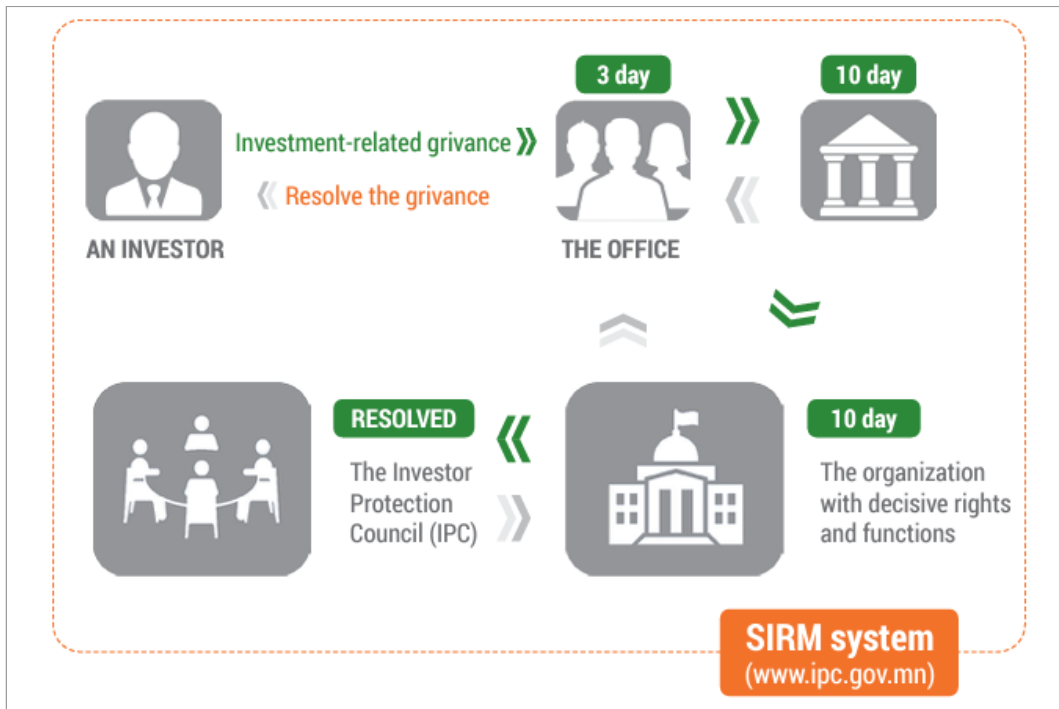 3 day
10 day
Investment-related grivance
Resolve the grivance
AN INVESTOR
THE OFFICE
RESOLVED
The Investor
Protection
Council (IPC)
10 day
The organization
with decisive rights
and functions
SIRM system
(www.ipc.gov.mn)